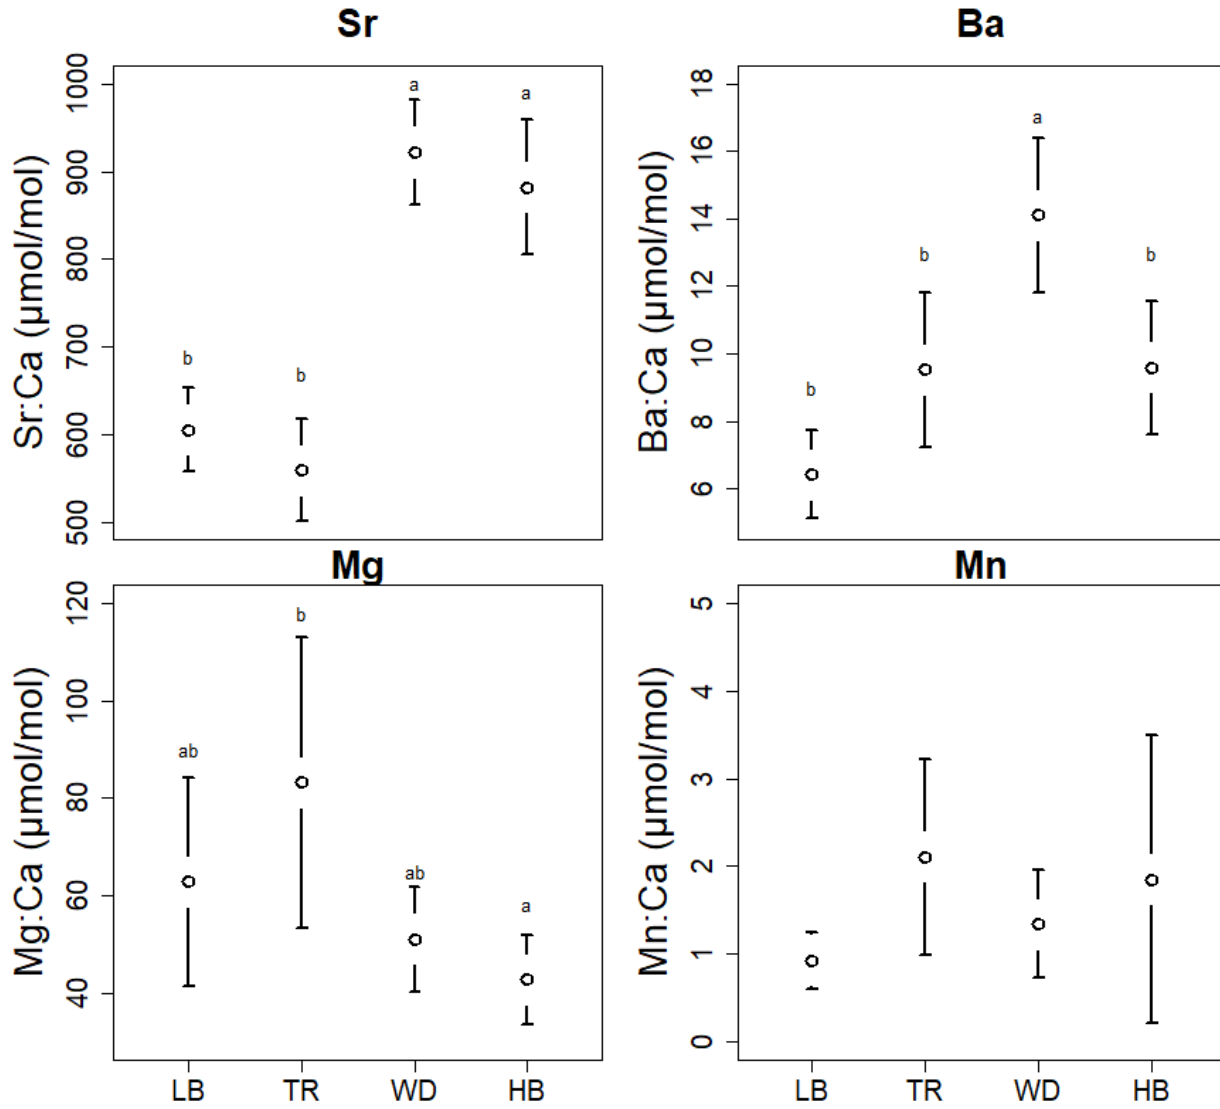 Sr
Sr:Ca (µmol/mol)
1000
900
800
700
600
500
b
b
a
a
Ba
Ba:Ca (µmol/mol)
18
16
14
12
10
8
6
b
b
a
b
Mg
Mg:Ca (µmol/mol)
120
100
80
60
40
ab
b
ab
a
LB TR WD HB
Mn
Mn:Ca (µmol/mol)
5
4
3
2
1
0
LB TR WD HB